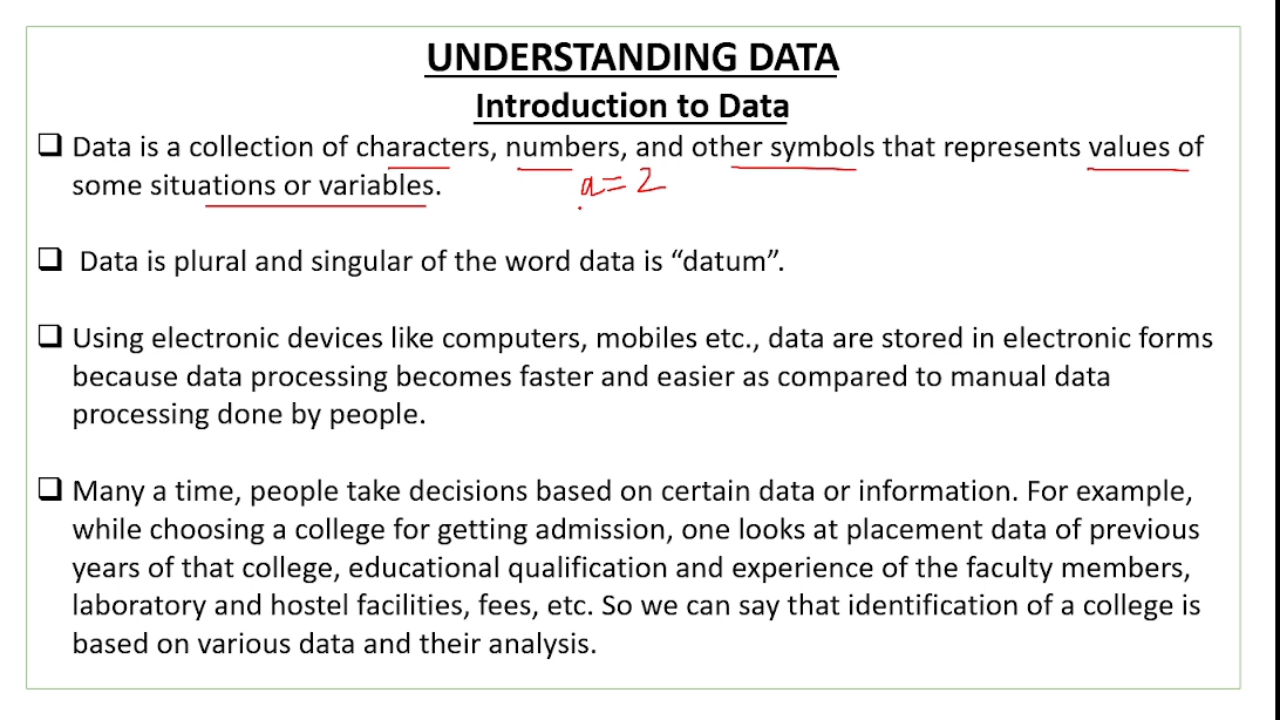 UNDERSTANDING DATA
Introduction to Data
❑ Data is a collection of characters, numbers, and other symbols that represents values of
some situations or variables.
a = 2
❑ Data is plural and singular of the word data is “datum”.
❑ Using electronic devices like computers, mobiles etc., data are stored in electronic forms
because data processing becomes faster and easier as compared to manual data
processing done by people.
❑ Many a time, people take decisions based on certain data or information. For example,
while choosing a college for getting admission, one looks at placement data of previous
years of that college, educational qualification and experience of the faculty members,
laboratory and hostel facilities, fees, etc. So we can say that identification of a college is
based on various data and their analysis.